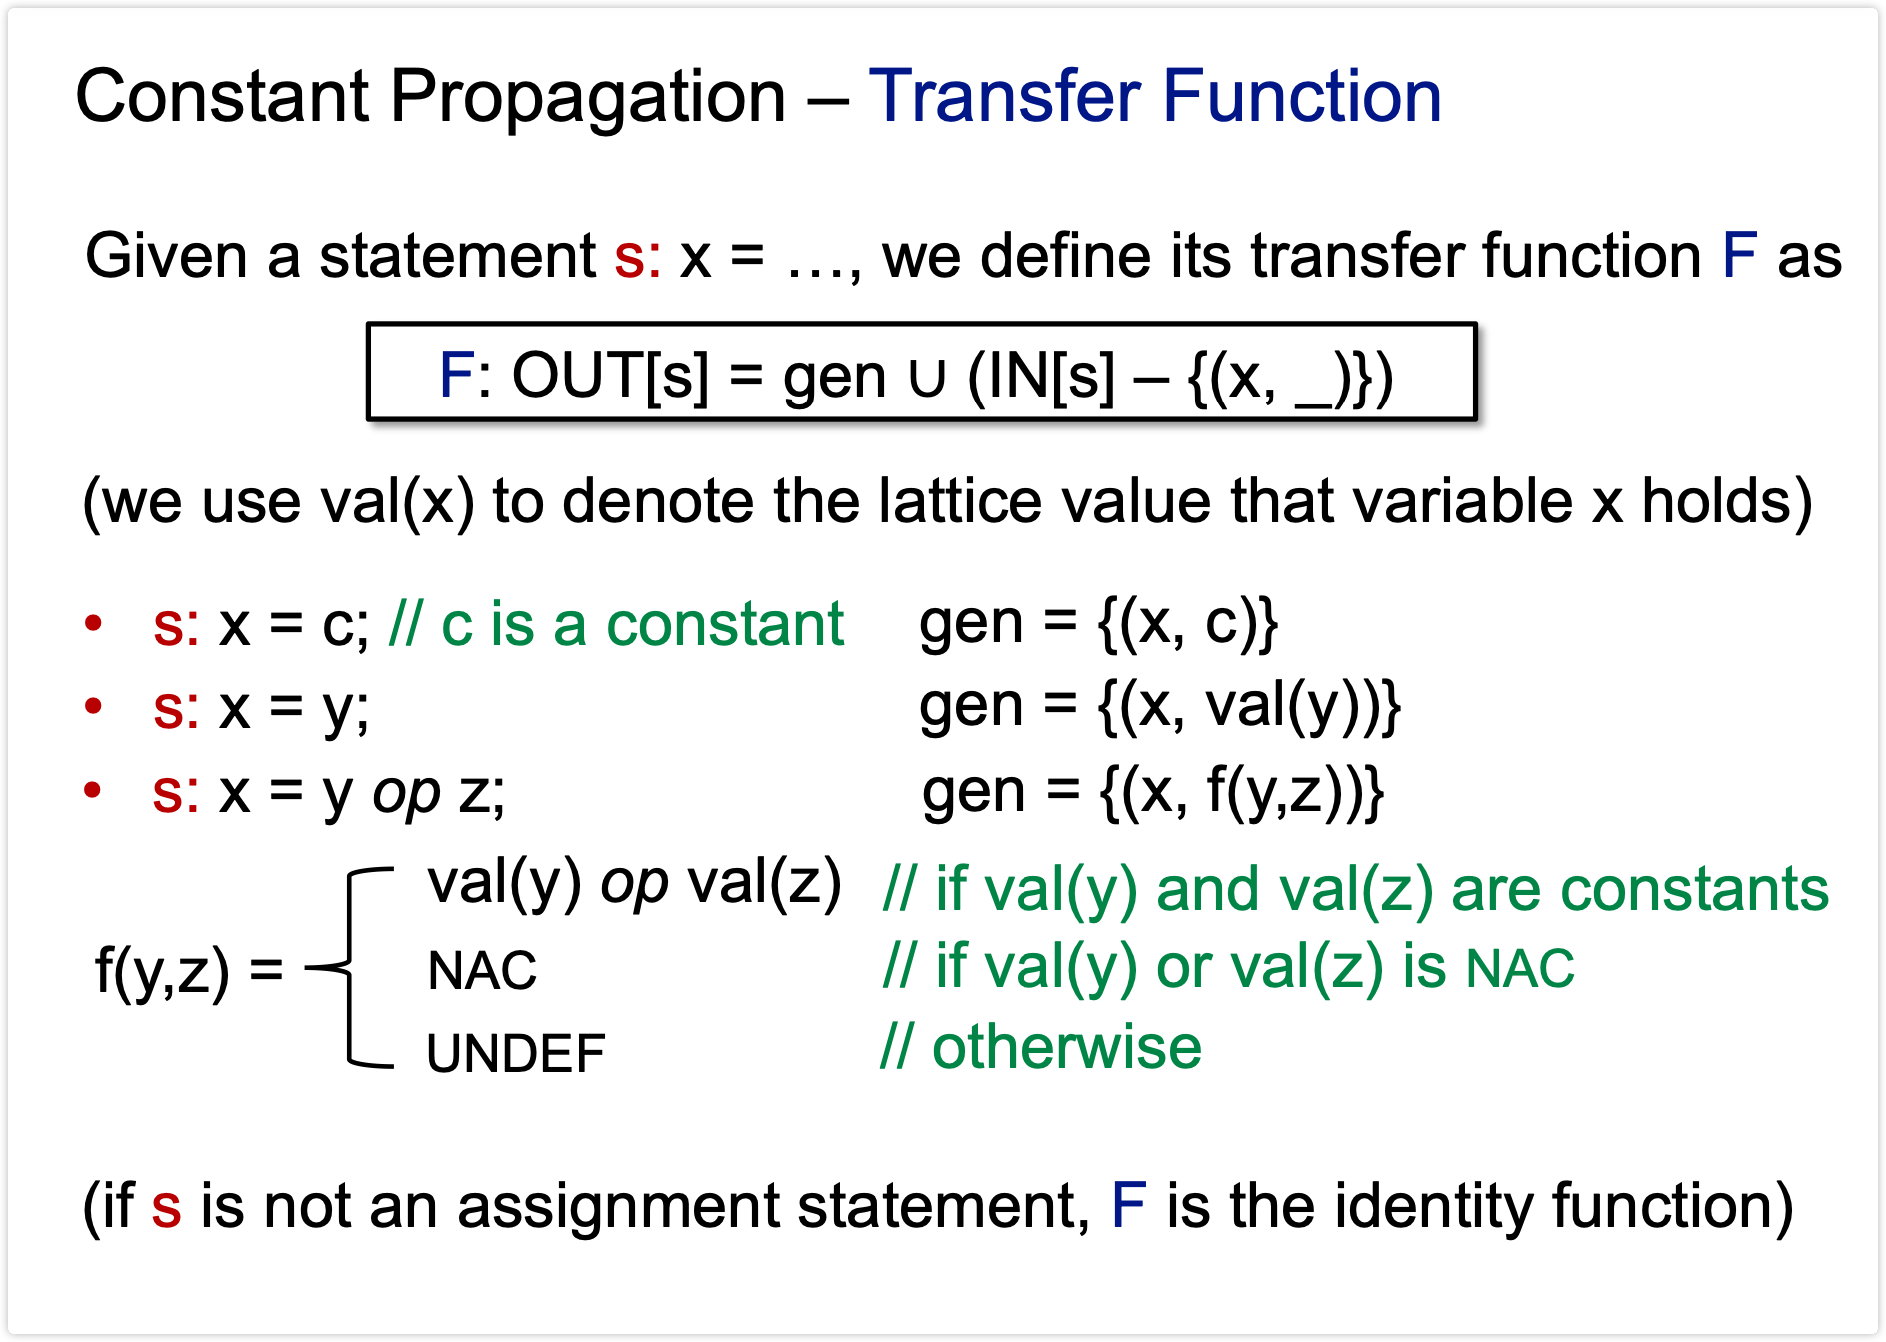 Constant Propagation – Transfer Function
Given a statement s: x = …, we define its transfer function F as
F: OUT[s] = gen ∪ (IN[s] – {(x, _)})
(we use val(x) to denote the lattice value that variable x holds)
• s: x = c; // c is a constant gen = {(x, c)}
• s: x = y; gen = {(x, val(y))}
• s: x = y op z; gen = {(x, f(y,z))}
val(y) op val(z) // if val(y) and val(z) are constants
f(y,z) = NAC // if val(y) or val(z) is NAC
UNDEF // otherwise
(if s is not an assignment statement, F is the identity function)